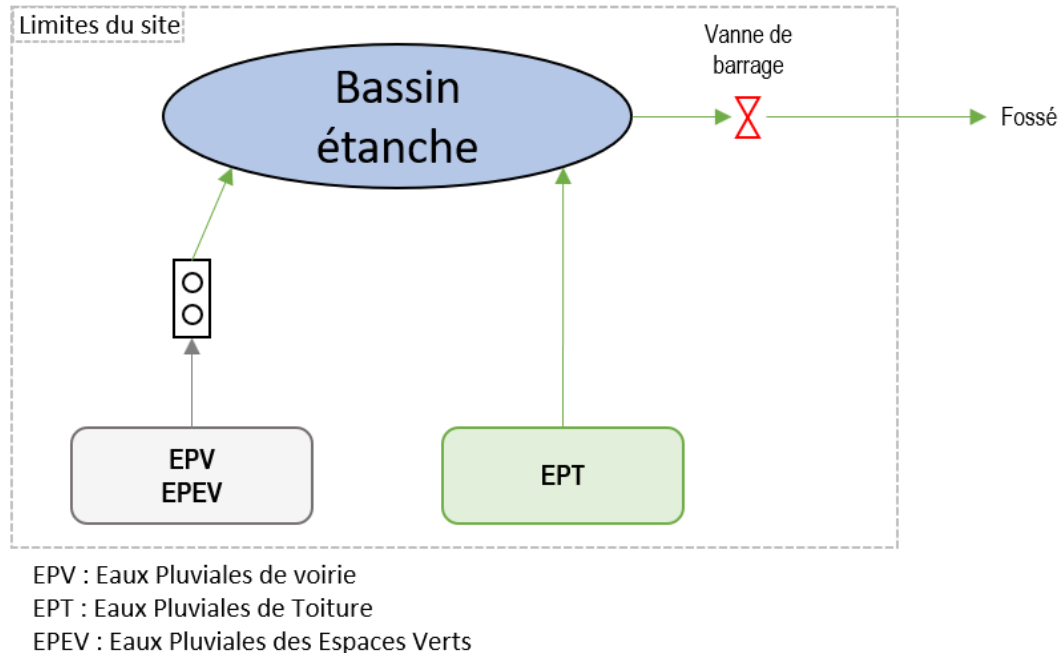 Limites du site
Bassin
étanche
Vanne de
barrage
Fossé
EPV
EPEV
EPT
EPV : Eaux Pluviales de voirie
EPT : Eaux Pluviales de Toiture
EPEV : Eaux Pluviales des Espaces Verts